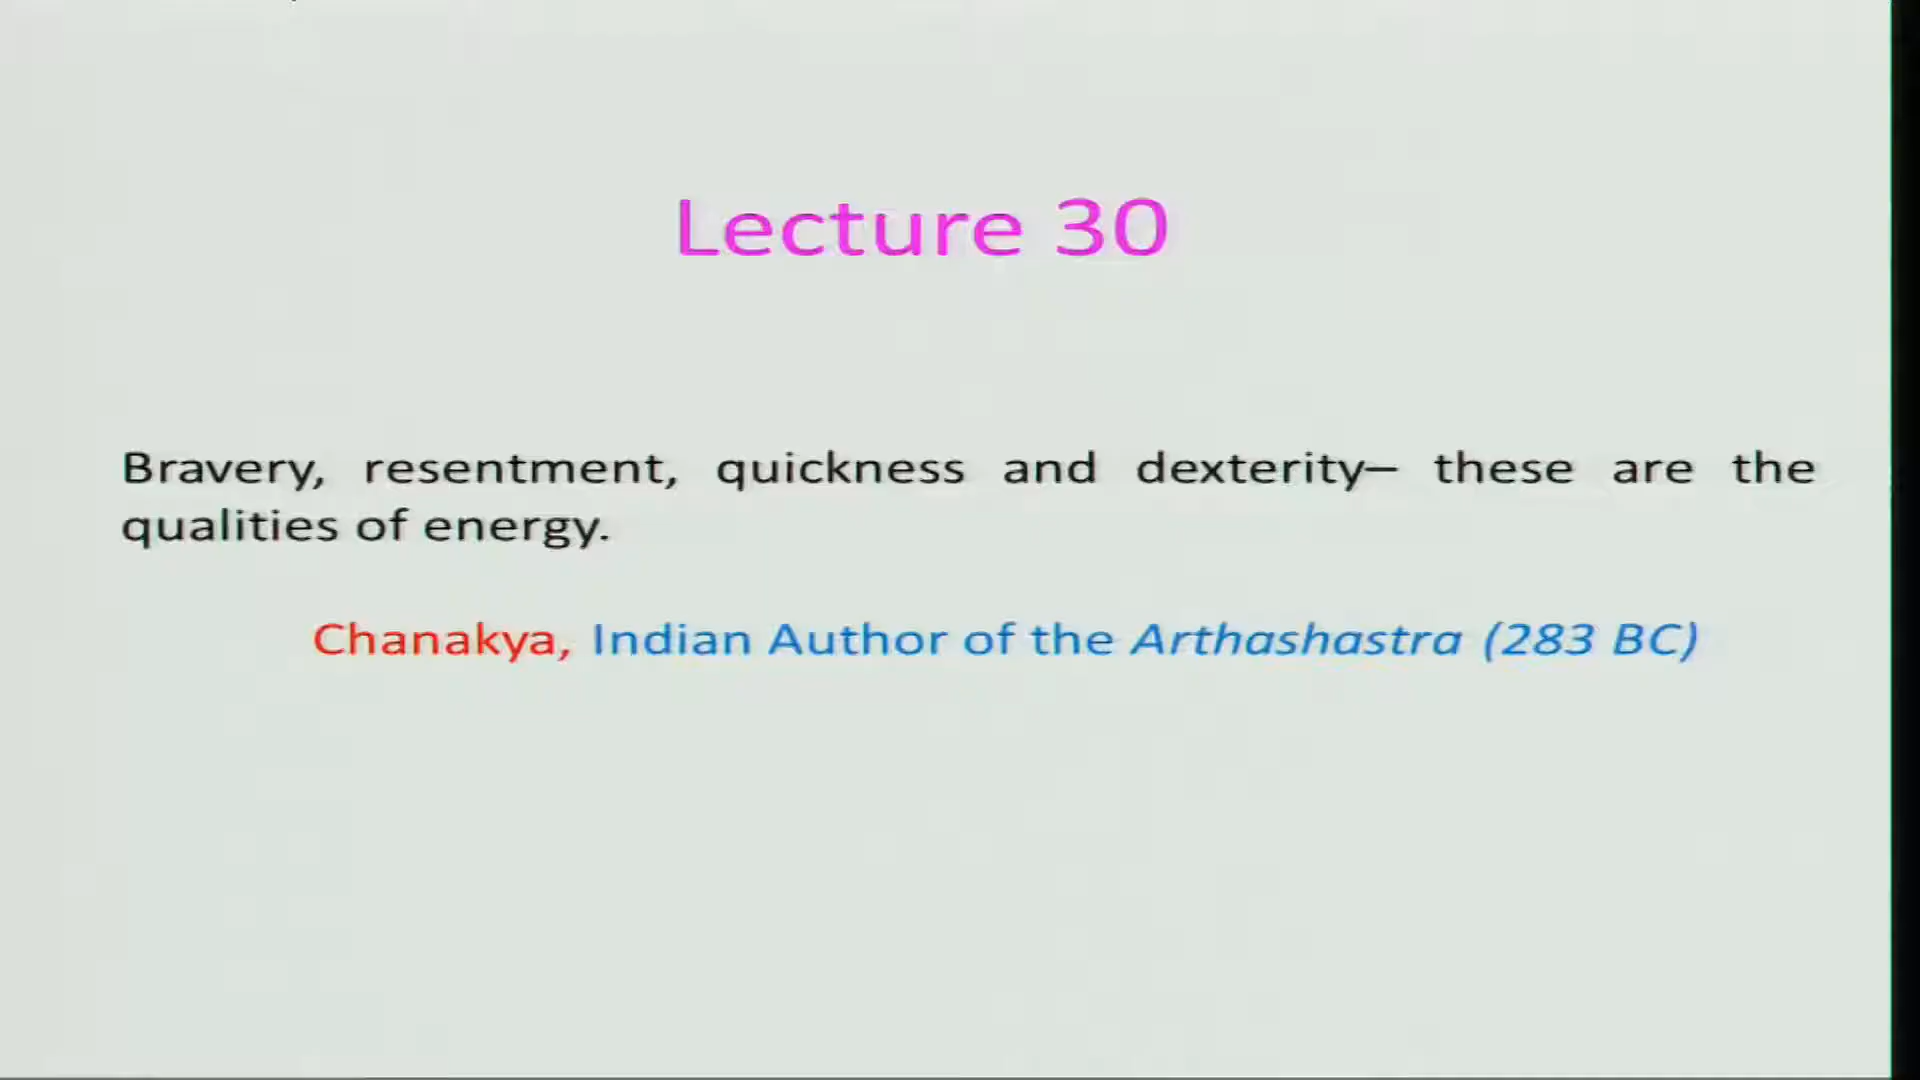 Lecture 30
Bravery, resentment, quickness and dexterity– these are the
qualities of energy.
Chanakya, Indian Author of the Arthashastra (283 BC)